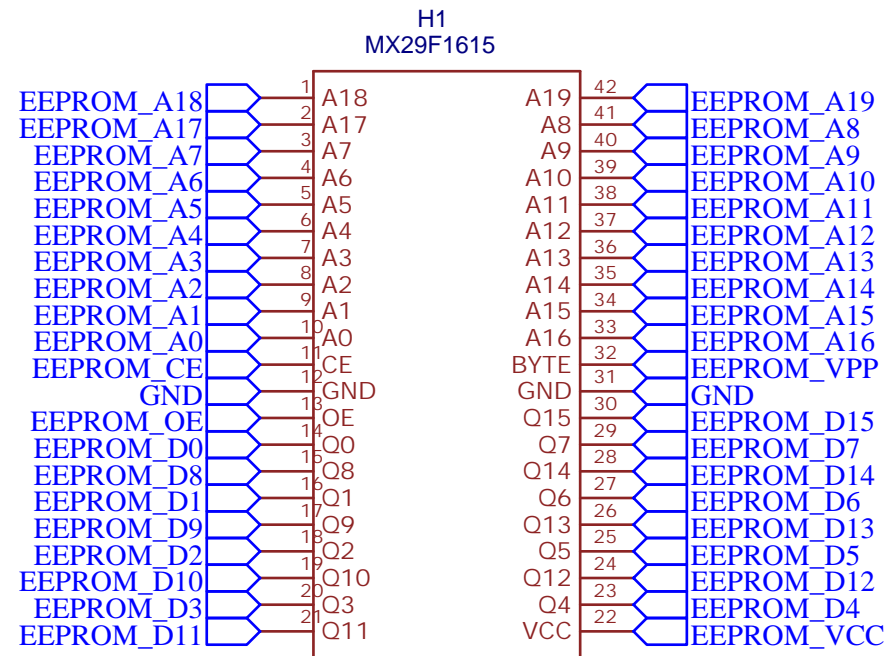 H1
MX29F1615
EEPROM_A18 1 A18 A19 42 EEPROM_A19
EEPROM_A17 2 A17 A8 41 EEPROM_A8
EEPROM_A7 3 A7 A9 40 EEPROM_A9
EEPROM_A6 4 A6 A10 39 EEPROM_A10
EEPROM_A5 5 A5 A11 38 EEPROM_A11
EEPROM_A4 6 A4 A12 37 EEPROM_A12
EEPROM_A3 7 A3 A13 36 EEPROM_A13
EEPROM_A2 8 A2 A14 35 EEPROM_A14
EEPROM_A1 9 A1 A15 34 EEPROM_A15
EEPROM_A0 10 A0 A16 33 EEPROM_A16
EEPROM_CE 11 CE BYTE 32 EEPROM_VPP
GND 12 GND GND 31 GND
EEPROM_OE 13 OE Q15 30 EEPROM_D15
EEPROM_D0 14 Q0 Q7 29 EEPROM_D7
EEPROM_D8 15 Q8 Q14 28 EEPROM_D14
EEPROM_D1 16 Q1 Q6 27 EEPROM_D6
EEPROM_D9 17 Q9 Q13 26 EEPROM_D13
EEPROM_D2 18 Q2 Q5 25 EEPROM_D5
EEPROM_D10 19 Q10 Q12 24 EEPROM_D12
EEPROM_D3 20 Q3 Q4 23 EEPROM_D4
EEPROM_D11 21 Q11 VCC 22 EEPROM_VCC